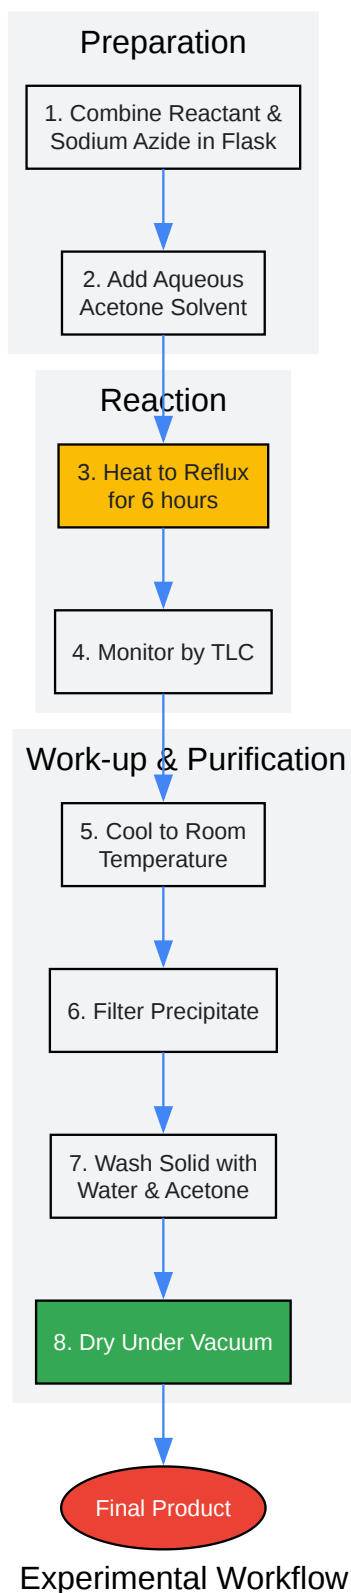 Preparation
1. Combine Reactant &
Sodium Azide in Flask
2. Add Aqueous
Acetone Solvent
Reaction
3. Heat to Reflux
for 6 hours
4. Monitor by TLC
Work-up & Purification
5. Cool to Room
Temperature
6. Filter Precipitate
7. Wash Solid with
Water & Acetone
8. Dry Under Vacuum
Final Product
Experimental Workflow